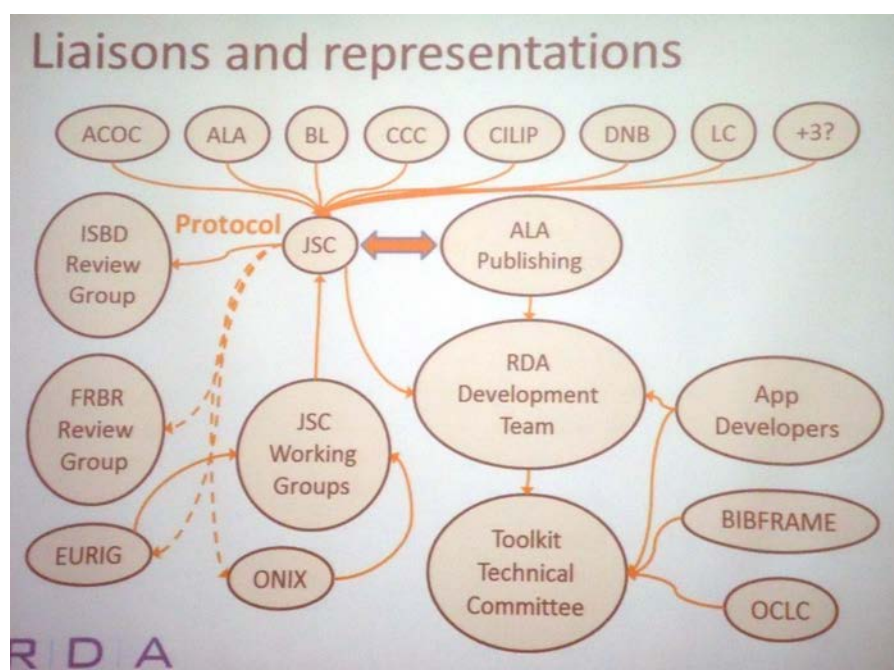 Liaisons and representations
ACOC
ALA
BL
CCC
CILIP
DNB
LC
+3?
Protocol
ISBD
Review
Group
JSC
ALA
Publishing
FRBR
Review
Group
JSC
Working
Groups
RDA
Development
Team
App
Developers
EURIG
ONIX
Toolkit
Technical
Committee
BIBFRAME
OCLC
R D A